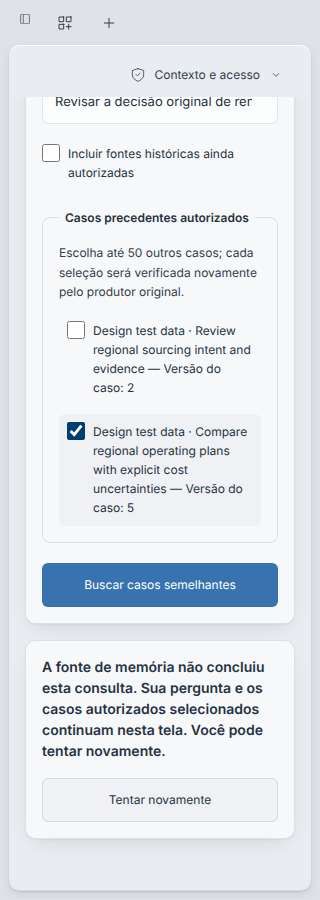 Contexto e acesso
Revisar a decisão original de rer
Incluir fontes históricas ainda
autorizadas
Casos precedentes autorizados
Escolha até 50 outros casos; cada
seleção será verificada novamente
pelo produtor original.
Design test data · Review
regional sourcing intent and
evidence — Versão do
caso: 2
Design test data · Compare
regional operating plans
with explicit cost
uncertainties — Versão do
caso: 5
Buscar casos semelhantes
A fonte de memória não concluiu
esta consulta. Sua pergunta e os
casos autorizados selecionados
continuam nesta tela. Você pode
tentar novamente.
Tentar novamente